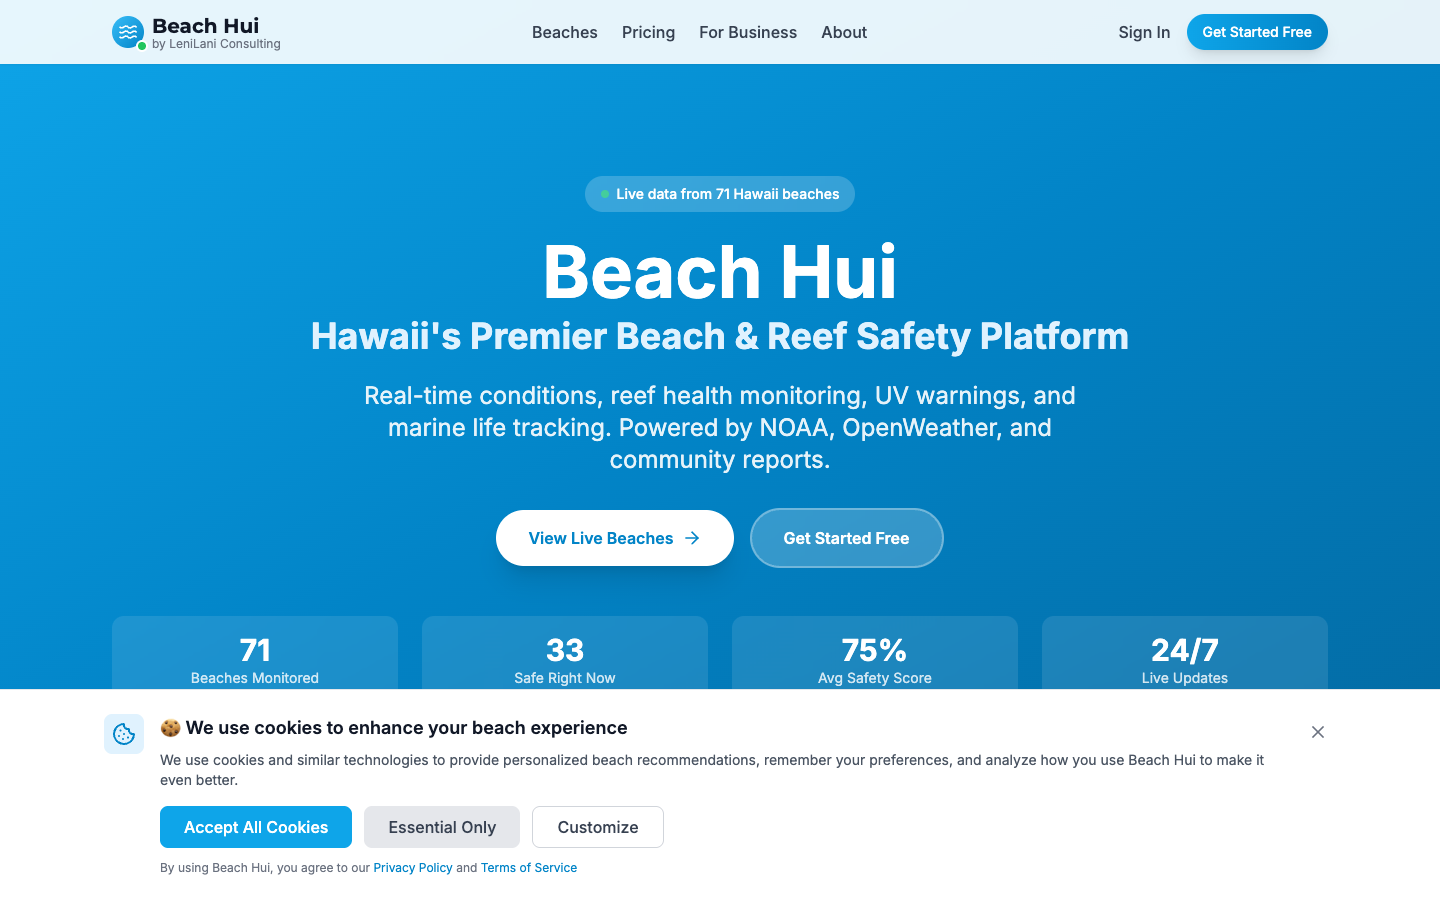 Beach Hui
by LeniLani Consulting
Beaches
Pricing
For Business
About
Sign In
Get Started Free
Live data from 71 Hawaii beaches
Beach Hui
Hawaii's Premier Beach & Reef Safety Platform
Real-time conditions, reef health monitoring, UV warnings, and
marine life tracking. Powered by NOAA, OpenWeather, and
community reports.
View Live Beaches
Get Started Free
71
Beaches Monitored
33
Safe Right Now
75%
Avg Safety Score
24/7
Live Updates
🍪 We use cookies to enhance your beach experience
We use cookies and similar technologies to provide personalized beach recommendations, remember your preferences, and analyze how you use Beach Hui to make it
even better.
Accept All Cookies
Essential Only
Customize
By using Beach Hui, you agree to our Privacy Policy and Terms of Service